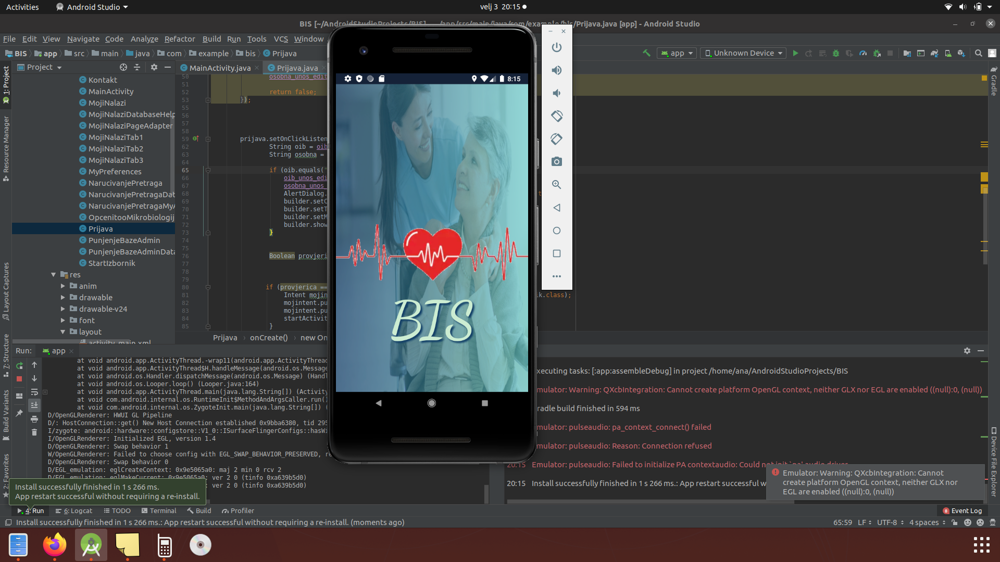 Activities
Android Studio
velj 3 20:15
BIS [~/AndroidStudioProjects/BIS] - .../app/src/main/java/com/example/bis/Prijava.java [app] - Android Studio
File Edit View Navigate Code Analyze Refactor Build Run Tools VCS Window
BIS app src main java com example bis Prijava
app
Unknown Device
Project
MainActivity.java
Prijava.java
1: Project
Resource Manager
Layout Captures
Z: Structure
Build Variants
2: Favorites
Kontakt
MainActivity
MojiNalazi
MojiNalaziDatabaseHelp
MojiNalaziPageAdapter
MojiNalaziTab1
MojiNalaziTab2
MojiNalaziTab3
MyPreferences
NarucivanjePretraga
NarucivanjePretragaDat
NarucivanjePretragaMyA
OpcenitooMikrobiologij
Prijava
PunjenjeBazeAdmin
PunjenjeBazeAdminData
StartIzbornik
res
anim
drawable
drawable-v24
font
layout
activity_main.xml
50 osobna_unos_edit
51
52 return false;
53 });
55
56
57
58
59 prijava.setOnClickListen
62 String oib = oib
63 String osobna =
64
65 if (oib.equals("
66 oib_unos_edi
67 osobna_unos_
68 AlertDialog.
69 builder.setC
70 builder.setT
71 builder.setM
72 builder.show
73 }
74
75
76 Boolean provjeri
77
78
79
80 if (provjerica ==
81 Intent mojin
82 mojintent.pu
83 mojintent.pu
84 startActivit
85 }
k.class);
Prijava onCreate() new On
8:15
BIS
Gradle
Device File Explorer
Run: app
at void android.app.ActivityThread.-wrap11(android.app.ActivityThread
at void android.app.ActivityThread$H.handleMessage(android.os.Message
at void android.os.Handler.dispatchMessage(android.os.Message) (Handl
at void android.os.Looper.loop() (Looper.java:164)
at void android.app.ActivityThread.main(java.lang.String[]) (Activity
at void com.android.internal.os.RuntimeInit$MethodAndArgsCaller.run()
at void com.android.internal.os.ZygoteInit.main(java.lang.String[]) (
D/OpenGLRenderer: HWUI GL Pipeline
D/: HostConnection::get() New Host Connection established 0x9bba6380, tid 295
I/zygote: android::hardware::configstore::V1_0::ISurfaceFlingerConfigs::hasWi
I/OpenGLRenderer: Initialized EGL, version 1.4
D/OpenGLRenderer: Swap behavior 1
W/OpenGLRenderer: Failed to choose config with EGL_SWAP_BEHAVIOR_PRESERVED, re
D/OpenGLRenderer: Swap behavior 0
D/EGL_emulation: eglCreateContext: 0x9e5065a0: maj 2 min 0 rcv 2
D/EGL_emulation: eglMakeCurrent: 0x9e5065a0: ver 2 0 (tinfo 0xa639b5d0)
: ver 2 0 (tinfo 0xa639b5d0)
Install successfully finished in 1 s 266 ms.
App restart successful without requiring a re-install.
xecuting tasks: [:app:assembleDebug] in project /home/ana/AndroidStudioProjects/BIS
mulator: Warning: QXcbIntegration: Cannot create platform OpenGL context, neither GLX nor EGL are enabled ((null):0, (null))
radle build finished in 594 ms
mulator: pulseaudio: pa_context_connect() failed
mulator: pulseaudio: Reason: Connection refused
20:15 Emulator: pulseaudio: Failed to initialize PA contextaudio: Could not init `pa' audio driver
20:15 Install successfully finished in 1 s 266 ms.: App restart successful w
Emulator: Warning: QXcbIntegration: Cannot
create platform OpenGL context, neither GLX nor
EGL are enabled ((null):0, (null))
4: Run 6: Logcat TODO Terminal Build Profiler
8 Event Log
Install successfully finished in 1 s 266 ms.: App restart successful without requiring a re-install. (moments ago)
65:59 LF UTF-8 4 spaces